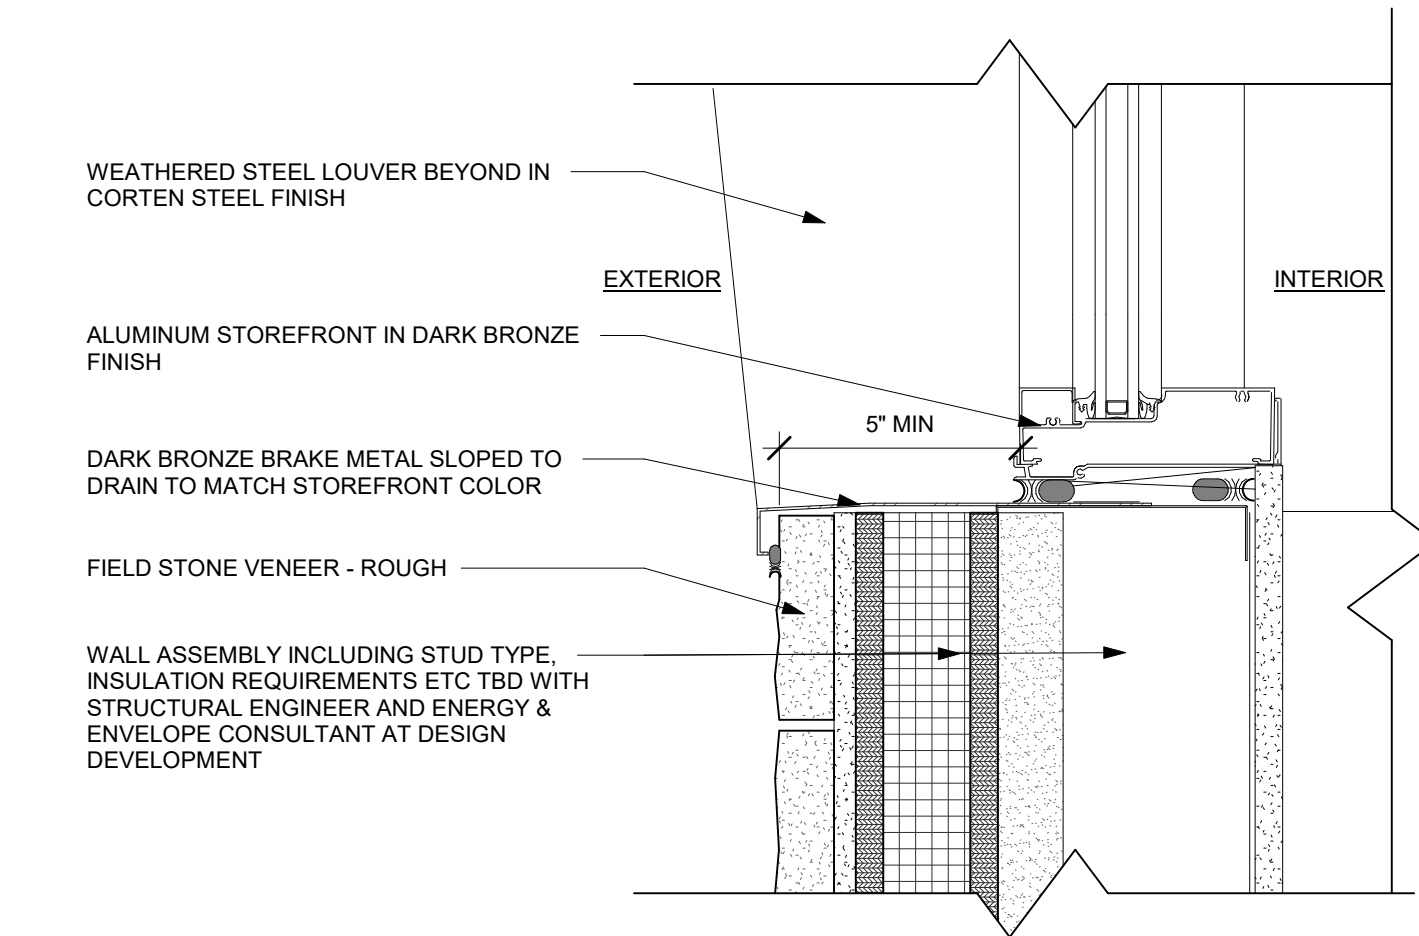 WEATHERED STEEL LOUVER BEYOND IN
CORTEN STEEL FINISH
EXTERIOR
INTERIOR
ALUMINUM STOREFRONT IN DARK BRONZE
FINISH
5" MIN
DARK BRONZE BRAKE METAL SLOPED TO
DRAIN TO MATCH STOREFRONT COLOR
FIELD STONE VENEER - ROUGH
WALL ASSEMBLY INCLUDING STUD TYPE,
INSULATION REQUIREMENTS ETC TBD WITH
STRUCTURAL ENGINEER AND ENERGY &
ENVELOPE CONSULTANT AT DESIGN
DEVELOPMENT